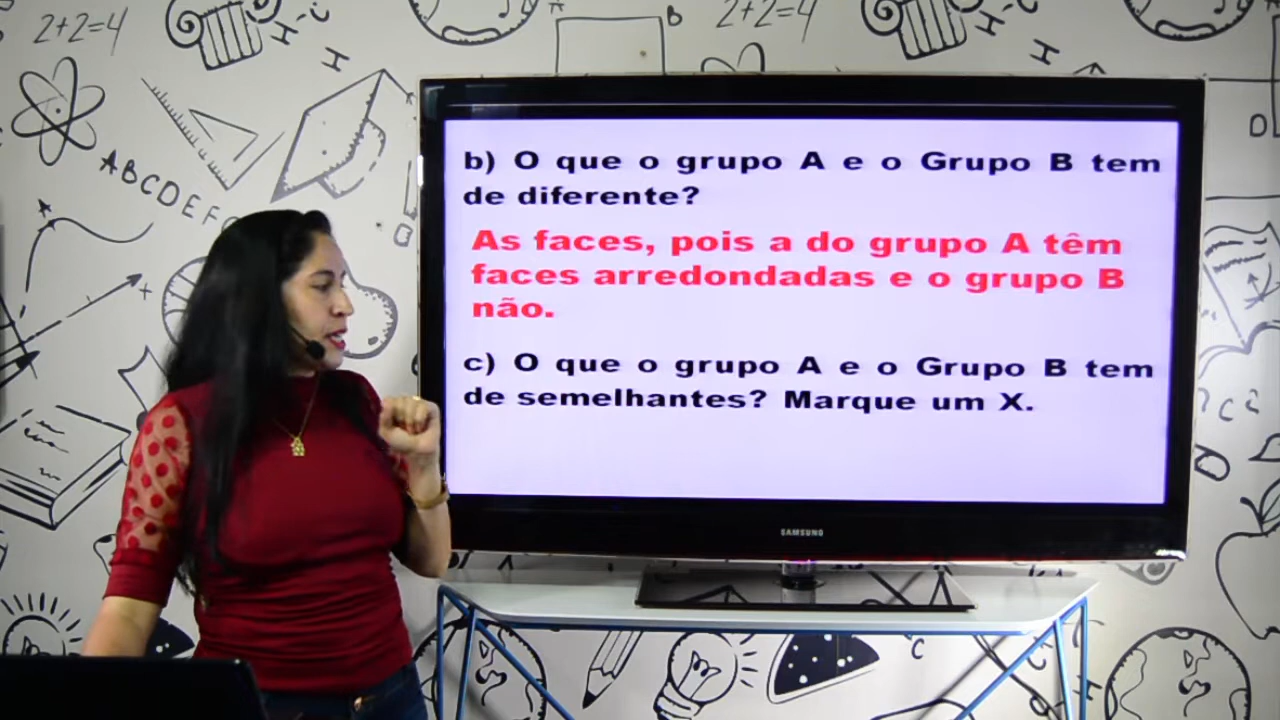 2+2=4
B
2+2=4
ABCDEF
D
b) O que o grupo A e o Grupo B tem
de diferente?
As faces, pois a do grupo A têm
faces arredondadas e o grupo B
não.
c) O que o grupo A e o Grupo B tem
de semelhantes? Marque um X.
SAMSUNG